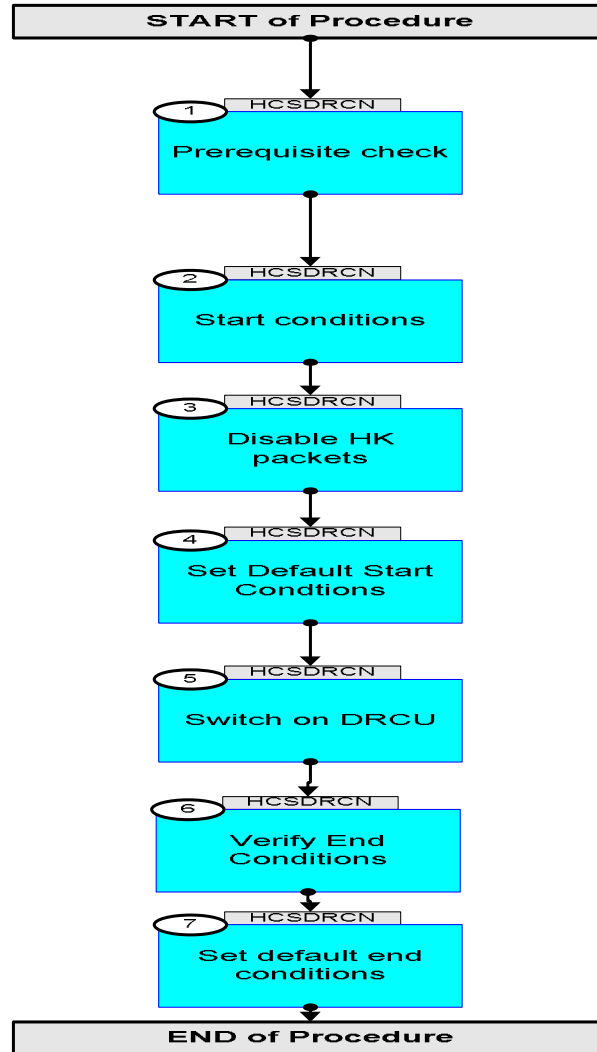 START of Procedure
HCSDRCN
1
Prerequisite check
HCSDRCN
2
Start conditions
HCSDRCN
3
Disable HK
packets
HCSDRCN
4
Set Default Start
Condtions
HCSDRCN
5
Switch on DRCU
HCSDRCN
6
Verify End
Conditions
HCSDRCN
7
Set default end
conditions
END of Procedure